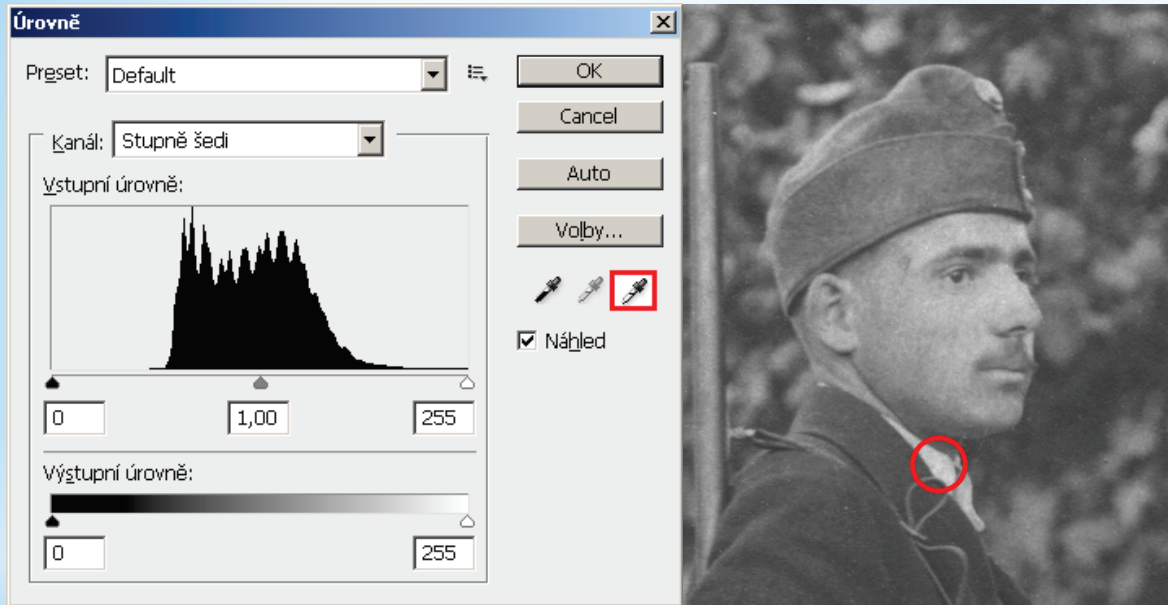 Úrovně
Preset: Default
OK
Cancel
Kanál: Stupně šedi
Auto
Vstupní úrovně:
Volby...
Náhled
0 1,00 255
Výstupní úrovně:
0 255